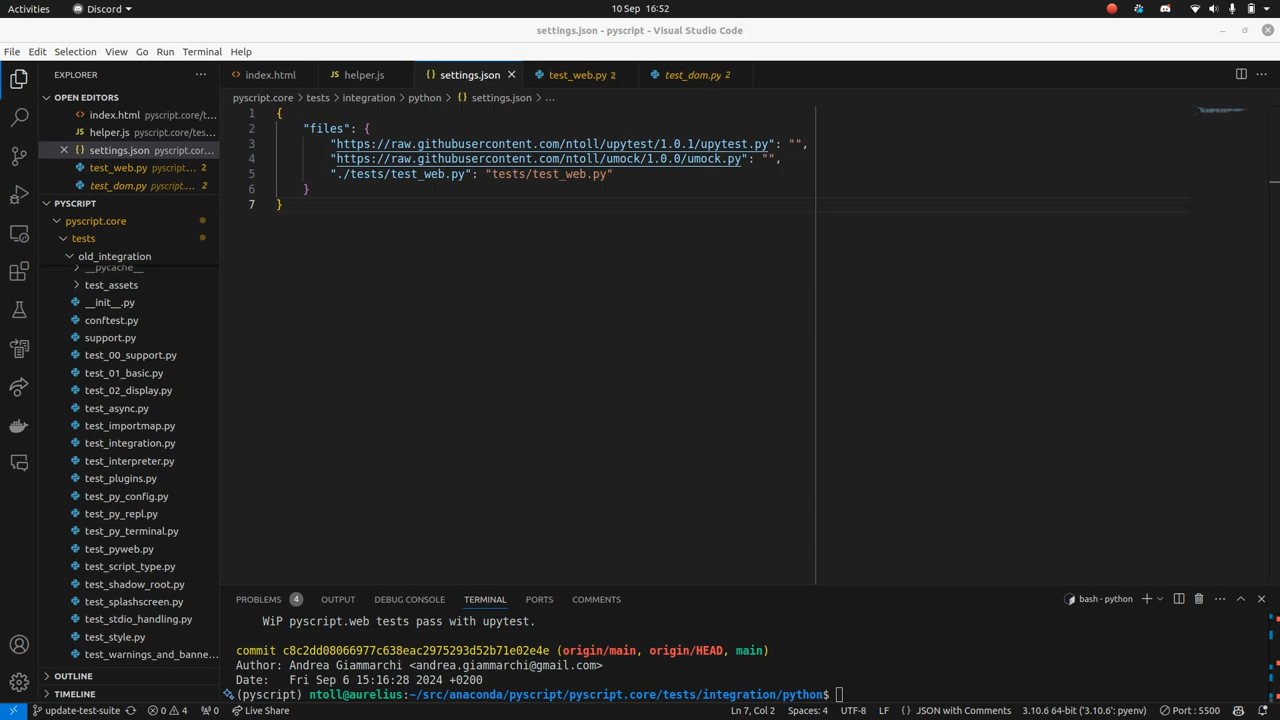 Activities
Discord
10 Sep 16:52
settings.json - pyscript - Visual Studio Code
File Edit Selection View Go Run Terminal Help
EXPLORER
OPEN EDITORS
index.html pyscript.core/t...
helper.js pyscript.core/tes...
settings.json pyscript.cor...
test_web.py pyscript... 2
test_dom.py pyscript.... 2
PYSCRIPT
pyscript.core
tests
old_integration
__pycache__
test_assets
__init__.py
conftest.py
support.py
test_00_support.py
test_01_basic.py
test_02_display.py
test_async.py
test_importmap.py
test_integration.py
test_interpreter.py
test_plugins.py
test_py_config.py
test_py_repl.py
test_py_terminal.py
test_pyweb.py
test_script_type.py
test_shadow_root.py
test_splashscreen.py
test_stdio_handling.py
test_style.py
test_warnings_and_banne...
OUTLINE
TIMELINE
index.html
helper.js
settings.json
test_web.py 2
test_dom.py 2
pyscript.core > tests > integration > python > {} settings.json > ...
1 {
2 "files": {
3 "https://raw.githubusercontent.com/ntoll/upytest/1.0.1/upytest.py": "",
4 "https://raw.githubusercontent.com/ntoll/umock/1.0.0/umock.py": "",
5 "./tests/test_web.py": "tests/test_web.py"
6 }
7 }
PROBLEMS 4 OUTPUT DEBUG CONSOLE TERMINAL PORTS COMMENTS
bash - python
WiP pyscript.web tests pass with upytest.
commit c8c2dd08066977c638eac2975293d52b71e02e4e (origin/main, origin/HEAD, main)
Author: Andrea Giammarchi <andrea.giammarchi@gmail.com>
Date: Fri Sep 6 15:16:28 2024 +0200
(pyscript) ntoll@aurelius:~/src/anaconda/pyscript/pyscript.core/tests/integration/python$
update-test-suite 0 4 0 Live Share
Ln 7, Col 2 Spaces: 4 UTF-8 LF {} JSON with Comments 3.10.6 64-bit ('3.10.6': pyenv) Port : 5500